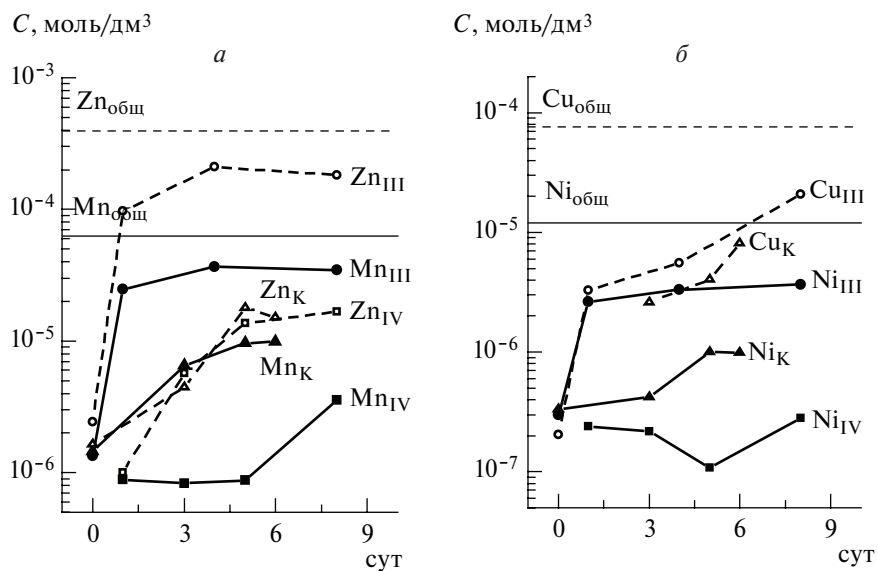 C, моль/дм³
а
10⁻³
Znобщ
ZnIII
10⁻⁴
Mnобщ
MnIII
ZnK
ZnIV
10⁻⁵
MnK
MnIV
10⁻⁶
0 3 6 9
сут
C, моль/дм³
б
10⁻⁴
Cuобщ
Niобщ
CuIII
10⁻⁵
CuK
NiIII
10⁻⁶
NiK
NiIV
10⁻⁷
0 3 6 9
сут